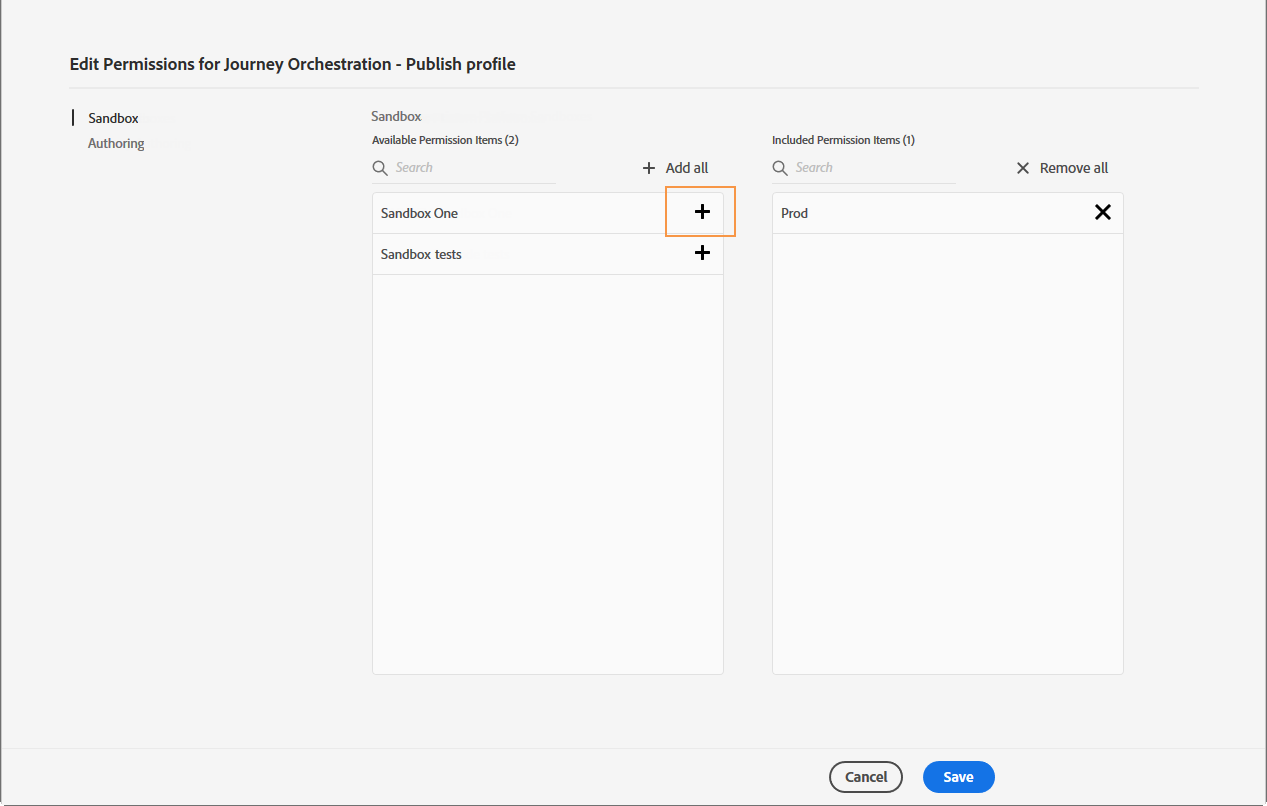 Edit Permissions for Journey Orchestration - Publish profile
Sandbox
Authoring
Sandbox
Available Permission Items (2)
Search
Add all
Sandbox One
Sandbox tests
Included Permission Items (1)
Search
Remove all
Prod
Cancel
Save